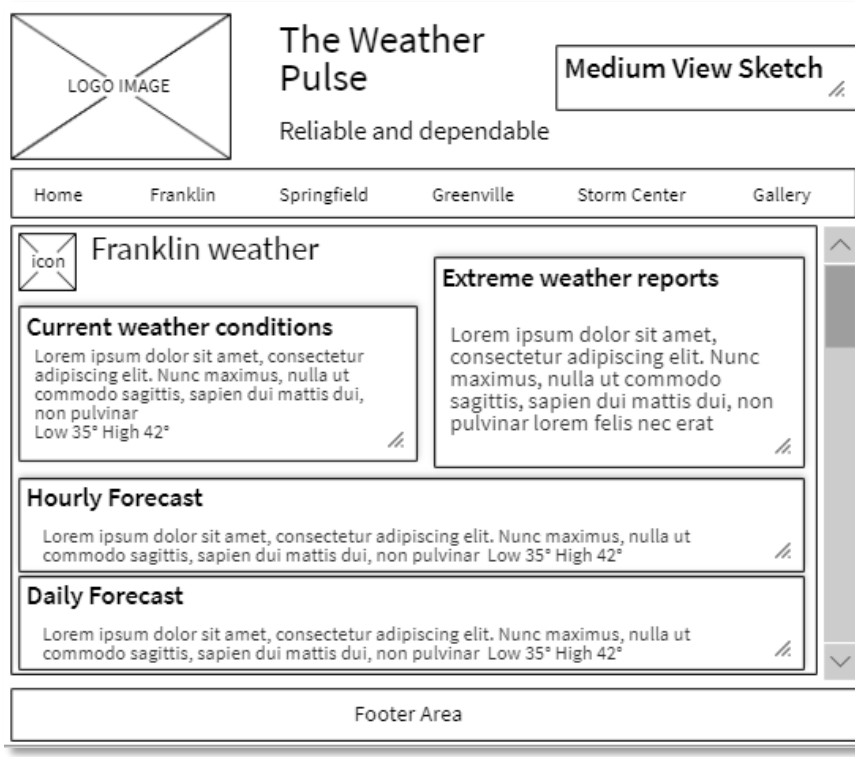 LOGO IMAGE
The Weather
Pulse
Reliable and dependable
Medium View Sketch
Home Franklin Springfield Greenville Storm Center Gallery
icon
Franklin weather
Current weather conditions
Lorem ipsum dolor sit amet, consectetur
adipiscing elit. Nunc maximus, nulla ut
commodo sagittis, sapien dui mattis dui,
non pulvinar
Low 35° High 42°
Extreme weather reports
Lorem ipsum dolor sit amet,
consectetur adipiscing elit. Nunc
maximus, nulla ut commodo
sagittis, sapien dui mattis dui, non
pulvinar lorem felis nec erat
Hourly Forecast
Lorem ipsum dolor sit amet, consectetur adipiscing elit. Nunc maximus, nulla ut
commodo sagittis, sapien dui mattis dui, non pulvinar Low 35° High 42°
Daily Forecast
Lorem ipsum dolor sit amet, consectetur adipiscing elit. Nunc maximus, nulla ut
commodo sagittis, sapien dui mattis dui, non pulvinar Low 35° High 42°
Footer Area